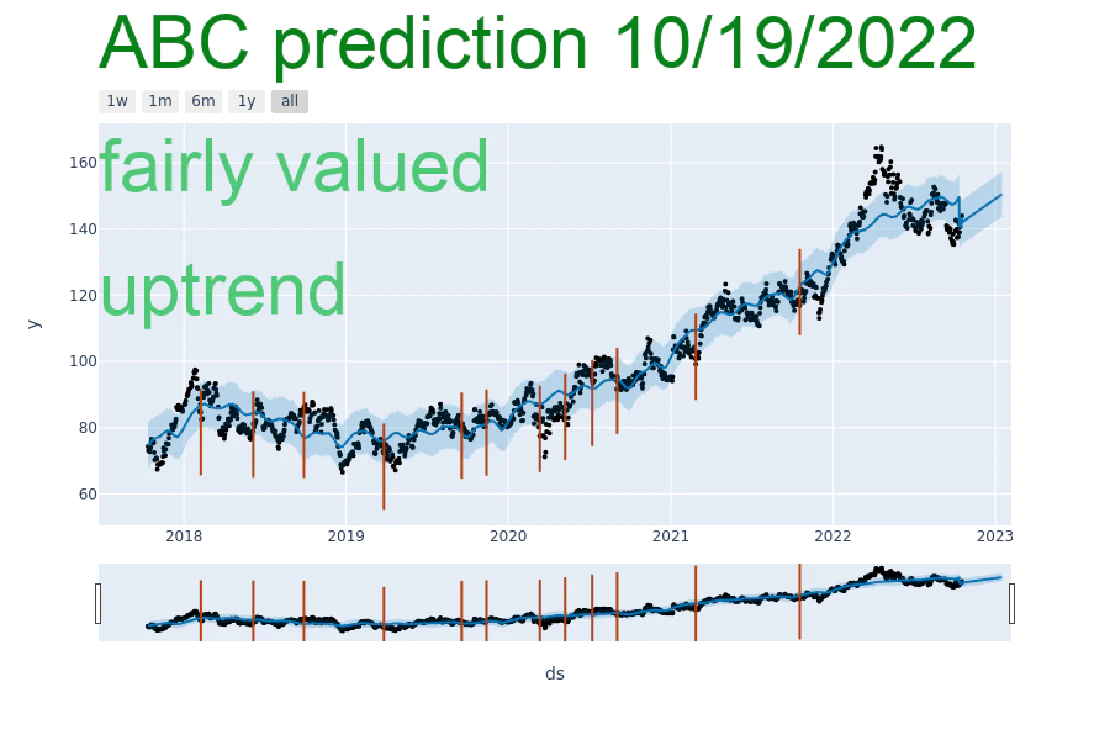 ABC prediction 10/19/2022
1w 1m 6m 1y all
fairly valued
160
140
uptrend
120
y
100
80
60
2018 2019 2020 2021 2022 2023
ds